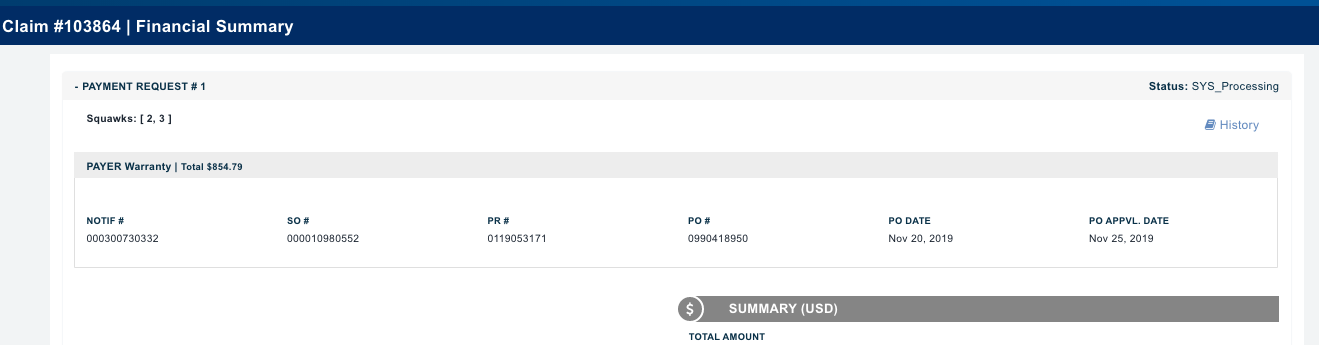 Claim #103864 | Financial Summary
- PAYMENT REQUEST # 1 Status: SYS_Processing
Squawks: [ 2, 3 ]
History
PAYER Warranty | Total $854.79
NOTIF # SO # PR # PO # PO DATE PO APPVL. DATE
000300730332 000010980552 0119053171 0990418950 Nov 20, 2019 Nov 25, 2019
$ SUMMARY (USD)
TOTAL AMOUNT